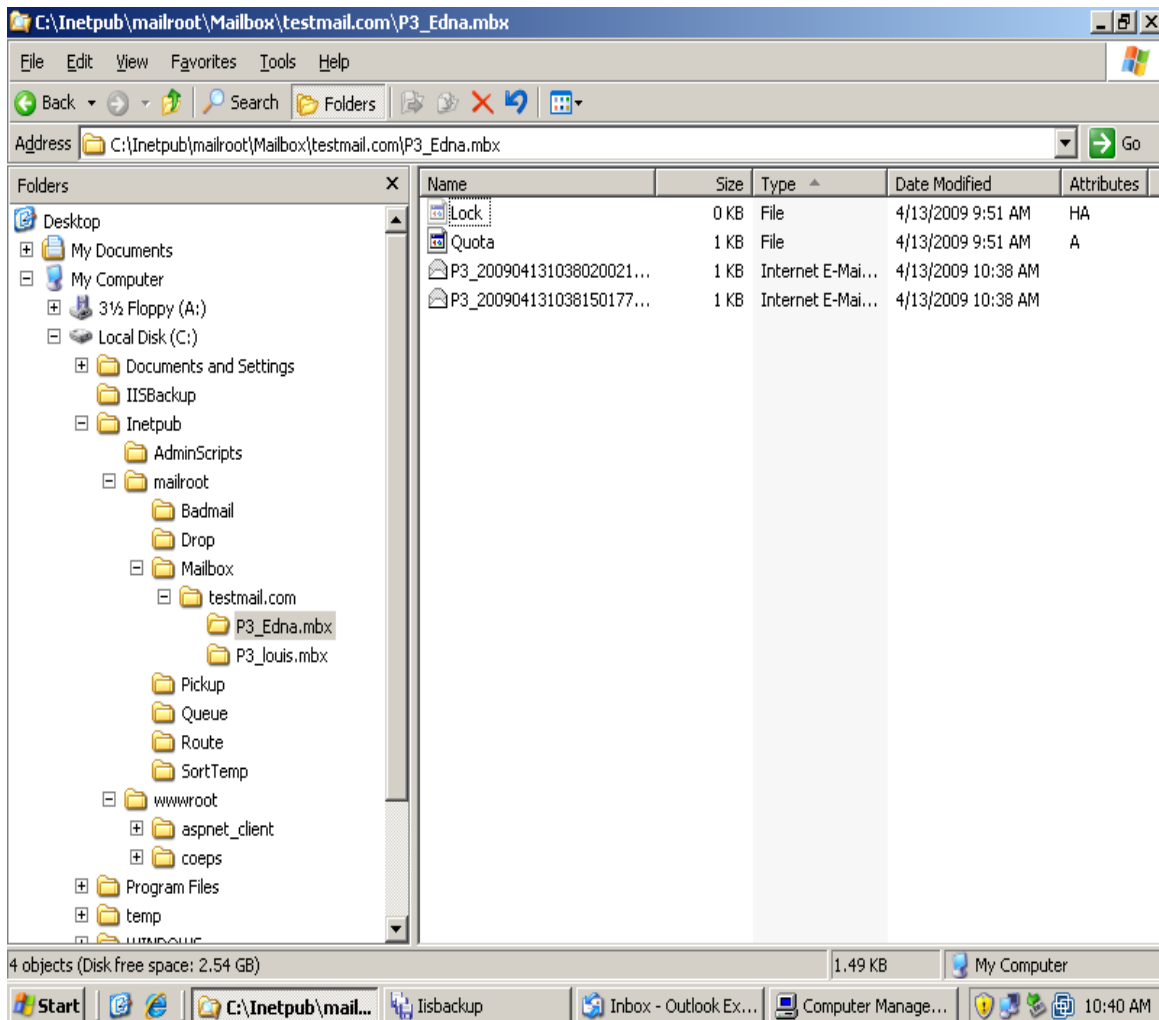 C:\Inetpub\mailroot\Mailbox\testmail.com\P3_Edna.mbx
File Edit View Favorites Tools Help
Back Search Folders
Address C:\Inetpub\mailroot\Mailbox\testmail.com\P3_Edna.mbx Go
Folders x Name Size Type Date Modified Attributes
Desktop
My Documents
My Computer
3½ Floppy (A:)
Local Disk (C:)
Documents and Settings
IISBackup
Inetpub
AdminScripts
mailroot
Badmail
Drop
Mailbox
testmail.com
P3_Edna.mbx
P3_louis.mbx
Pickup
Queue
Route
SortTemp
wwwroot
aspnet_client
coeps
Program Files
temp
WINDOWS
Lock 0 KB File 4/13/2009 9:51 AM HA
Quota 1 KB File 4/13/2009 9:51 AM A
P3_200904131038020021... 1 KB Internet E-Mai... 4/13/2009 10:38 AM
P3_200904131038150177... 1 KB Internet E-Mai... 4/13/2009 10:38 AM
4 objects (Disk free space: 2.54 GB) 1.49 KB My Computer
Start C:\Inetpub\mail... Iisbackup Inbox - Outlook Ex... Computer Manage... 10:40 AM